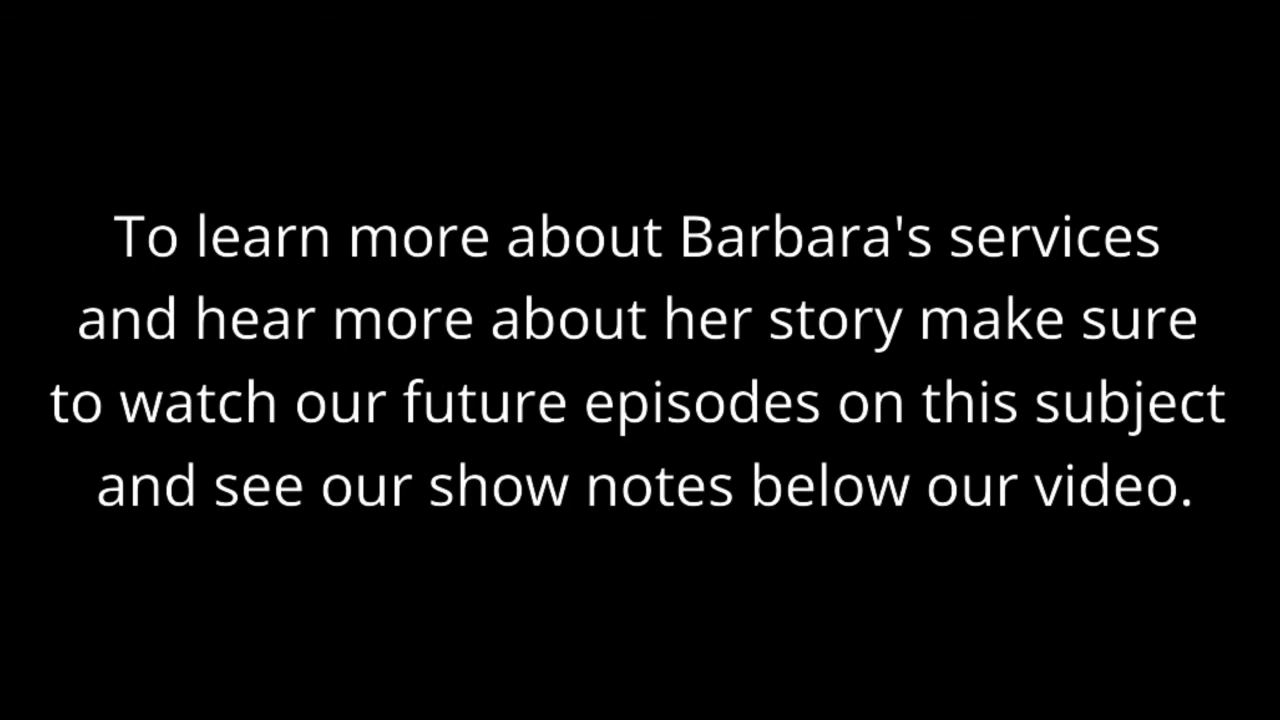 To learn more about Barbara's services
and hear more about her story make sure
to watch our future episodes on this subject
and see our show notes below our video.